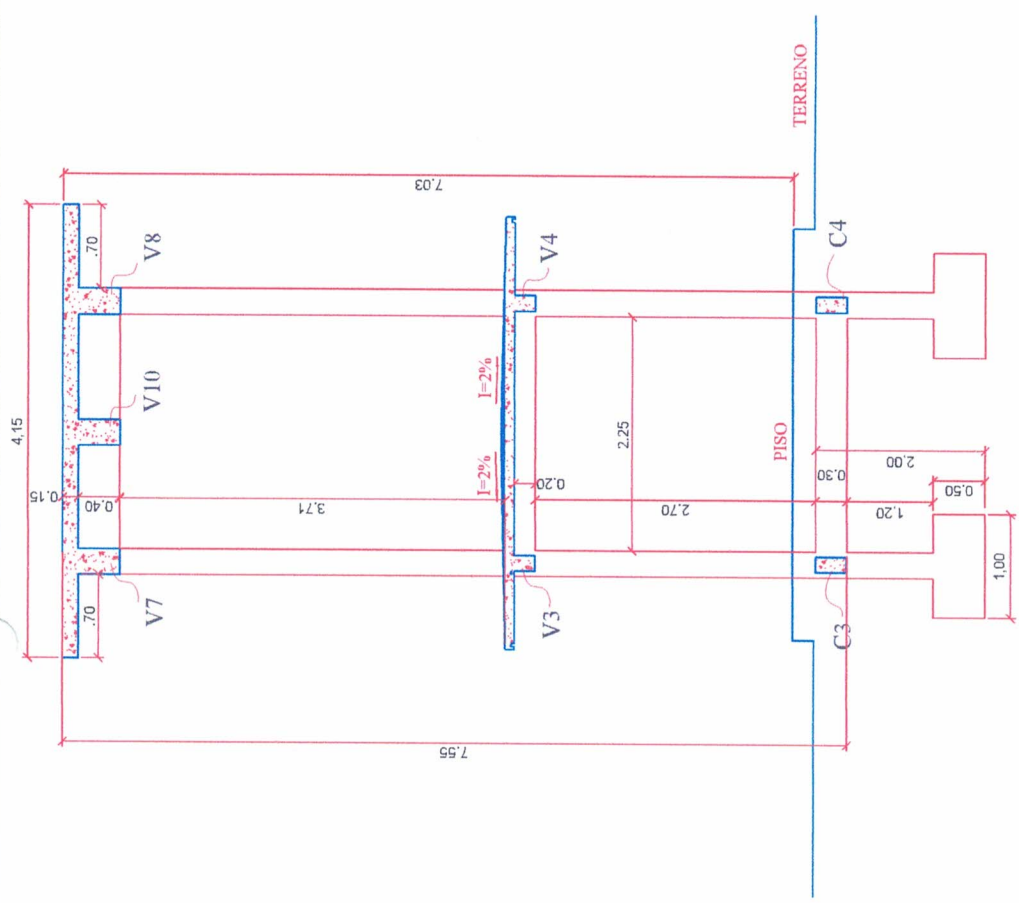 4,15
.70
.70
0.15
0.40
V7
V10
V8
7.03
3.71
I=2%
I=2%
0.20
V3
V4
2.25
2.70
7.55
PISO
TERRENO
0.30
2,00
1,20
0.50
1,00
C3
C4